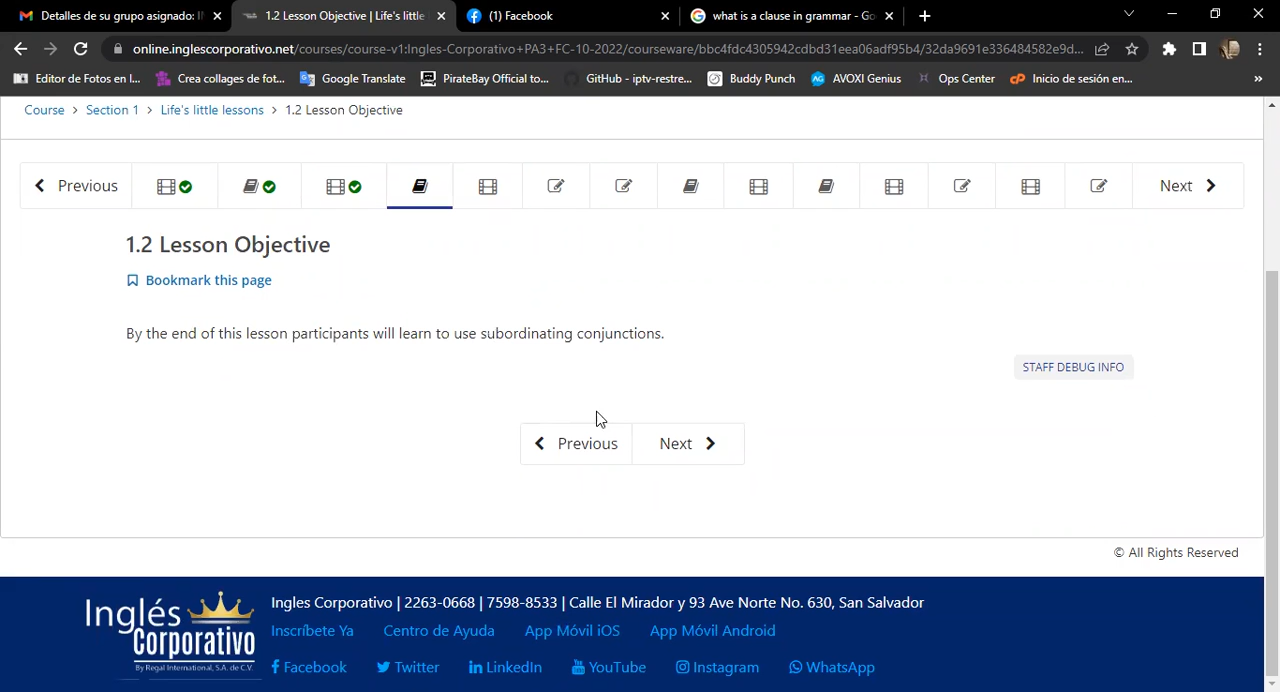 Detalles de su grupo asignado: I
1.2 Lesson Objective | Life's little
(1) Facebook
what is a clause in grammar - Go
online.inglescorporativo.net/courses/course-v1:Ingles-Corporativo+PA3+FC-10-2022/courseware/bbc4fdc4305942cdbd31eea06adf95b4/32da9691e336484582e9d...
Editor de Fotos en l...
Crea collages de fot...
Google Translate
PirateBay Official to...
GitHub - iptv-restre...
Buddy Punch
AVOXI Genius
Ops Center
Inicio de sesión en...
»
Course > Section 1 > Life's little lessons > 1.2 Lesson Objective
Previous
Next
1.2 Lesson Objective
Bookmark this page
By the end of this lesson participants will learn to use subordinating conjunctions.
STAFF DEBUG INFO
Previous
Next
© All Rights Reserved
Inglés
Corporativo
By Regal International, S.A. de C.V.
Ingles Corporativo | 2263-0668 | 7598-8533 | Calle El Mirador y 93 Ave Norte No. 630, San Salvador
Inscríbete Ya
Centro de Ayuda
App Móvil iOS
App Móvil Android
Facebook
Twitter
LinkedIn
YouTube
Instagram
WhatsApp